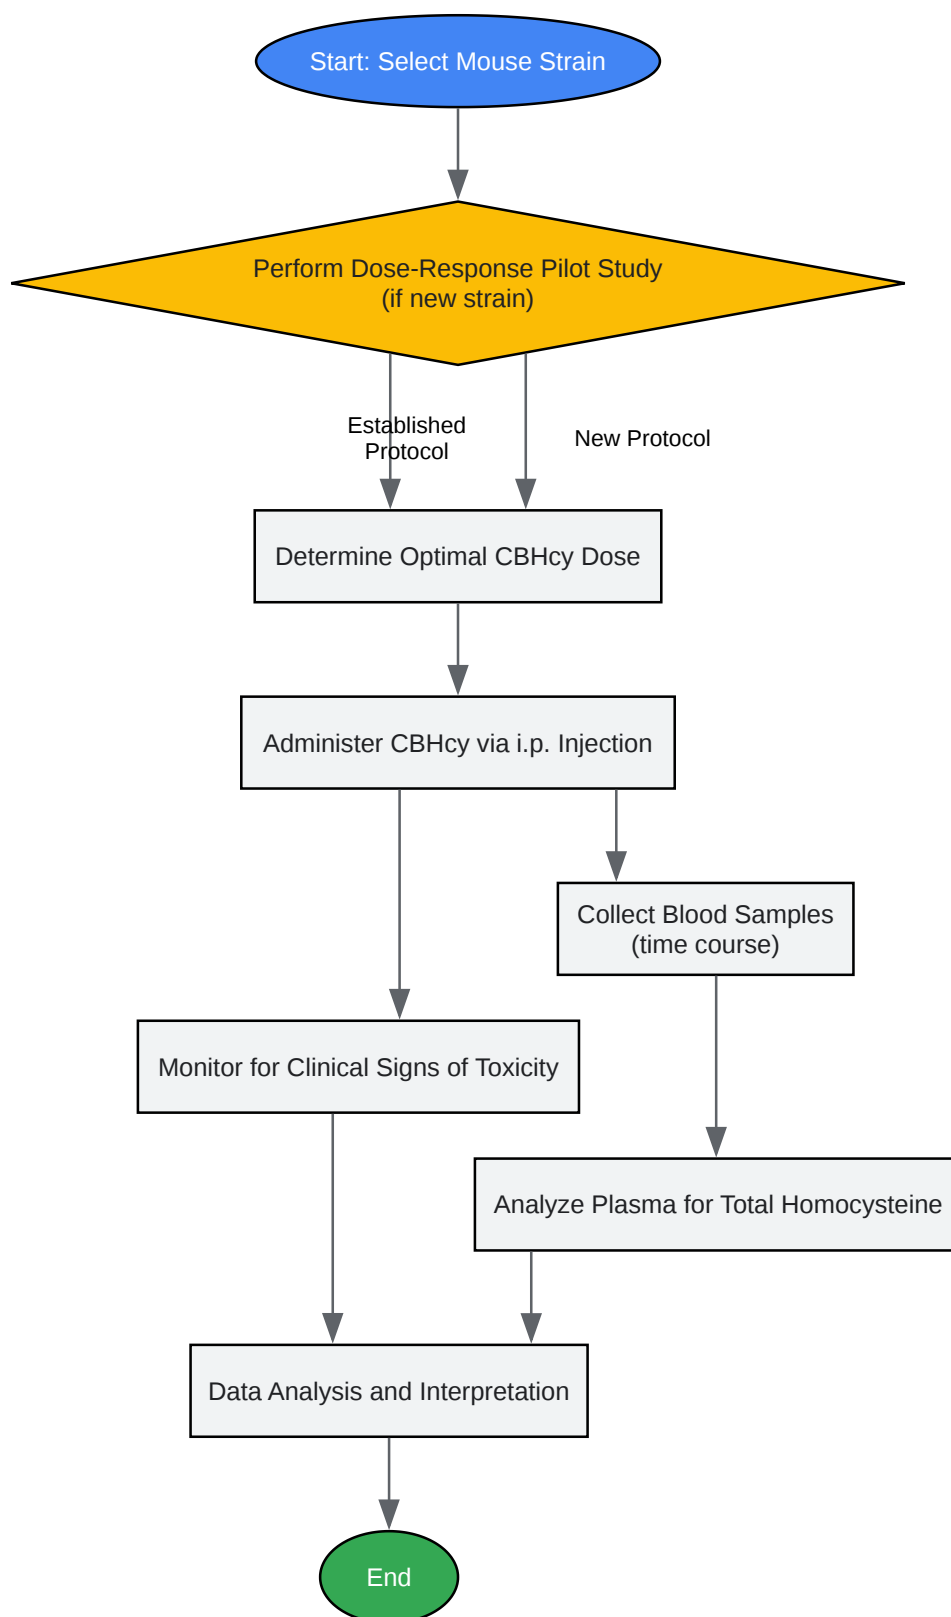 Start: Select Mouse Strain
Perform Dose-Response Pilot Study
(if new strain)
Established
Protocol
New Protocol
Determine Optimal CBHcy Dose
Administer CBHcy via i.p. Injection
Collect Blood Samples
(time course)
Monitor for Clinical Signs of Toxicity
Analyze Plasma for Total Homocysteine
Data Analysis and Interpretation
End